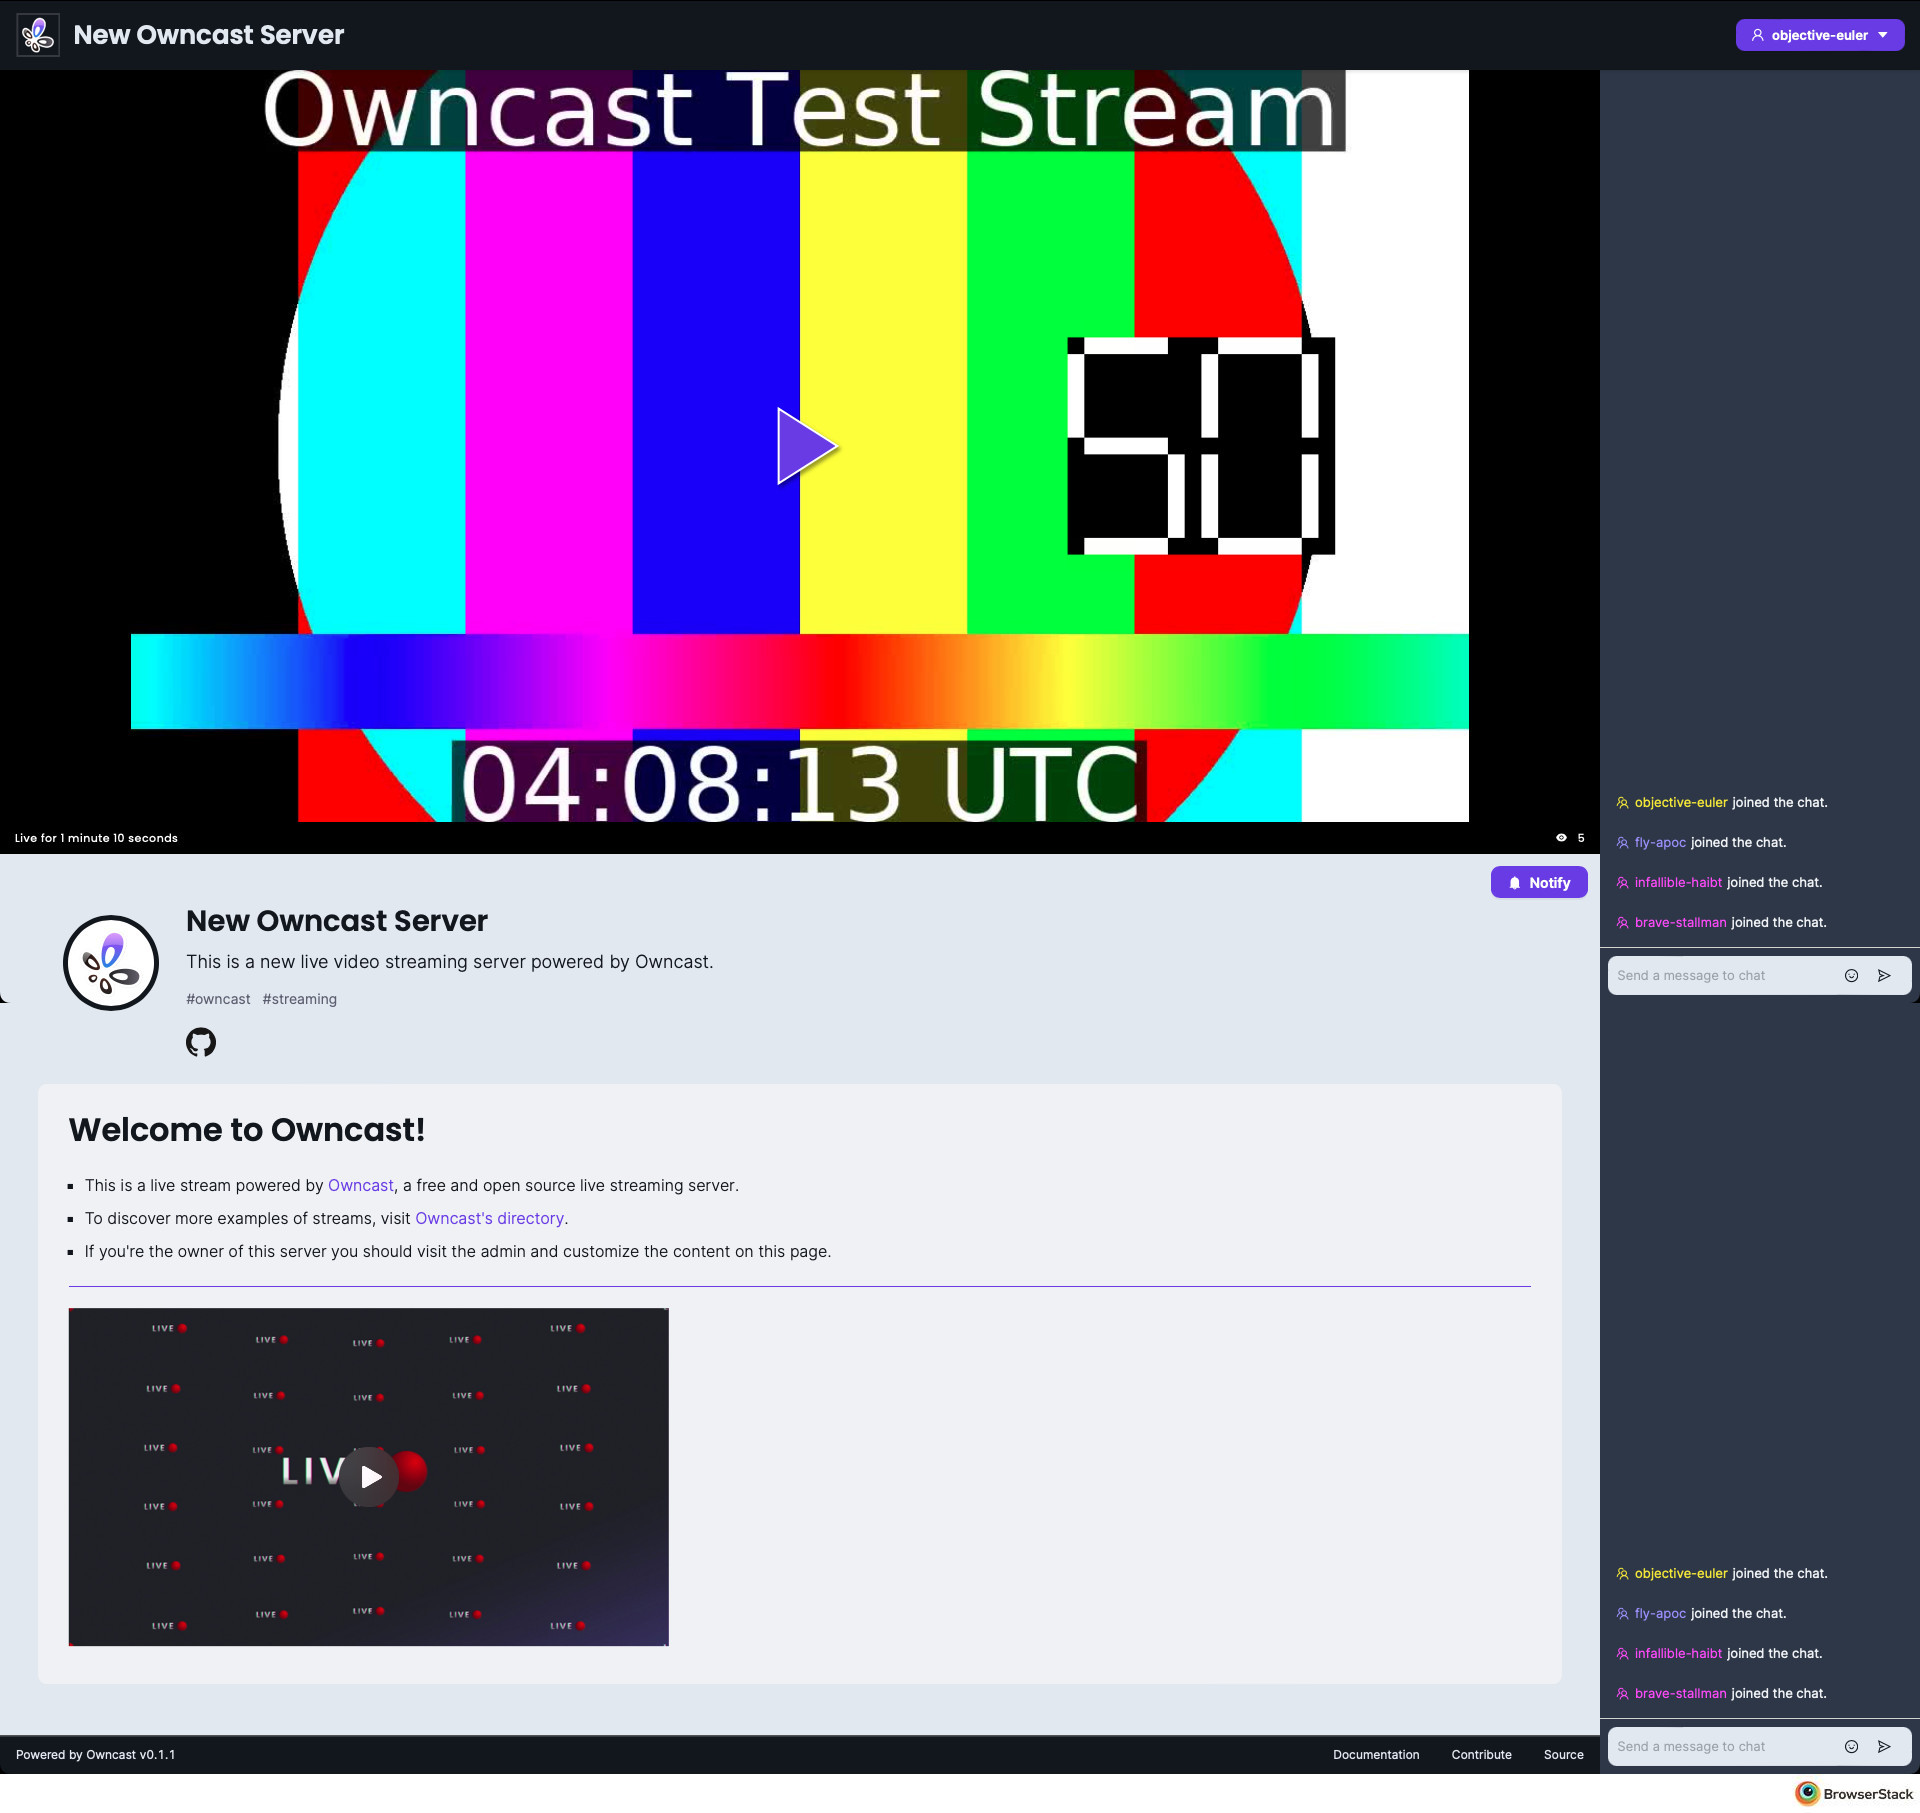 New Owncast Server
objective-euler
Owncast Test Stream
50
04:08:13 UTC
Live for 1 minute 10 seconds
5
objective-euler joined the chat.
fly-apoc joined the chat.
infallible-haibt joined the chat.
brave-stallman joined the chat.
Send a message to chat
Notify
New Owncast Server
This is a new live video streaming server powered by Owncast.
#owncast #streaming
Welcome to Owncast!
This is a live stream powered by Owncast, a free and open source live streaming server.
To discover more examples of streams, visit Owncast's directory.
If you're the owner of this server you should visit the admin and customize the content on this page.
LIVE LIVE LIVE LIVE LIVE
LIVE LIVE LIVE LIVE LIVE
LIVE LIVE LIVE LIVE
LIV
LIVE LIVE LIVE LIVE
LIVE LIVE LIVE LIVE LIVE
LIVE LIVE LIVE LIVE LIVE
objective-euler joined the chat.
fly-apoc joined the chat.
infallible-haibt joined the chat.
brave-stallman joined the chat.
Send a message to chat
Powered by Owncast v0.1.1
Documentation Contribute Source
BrowserStack